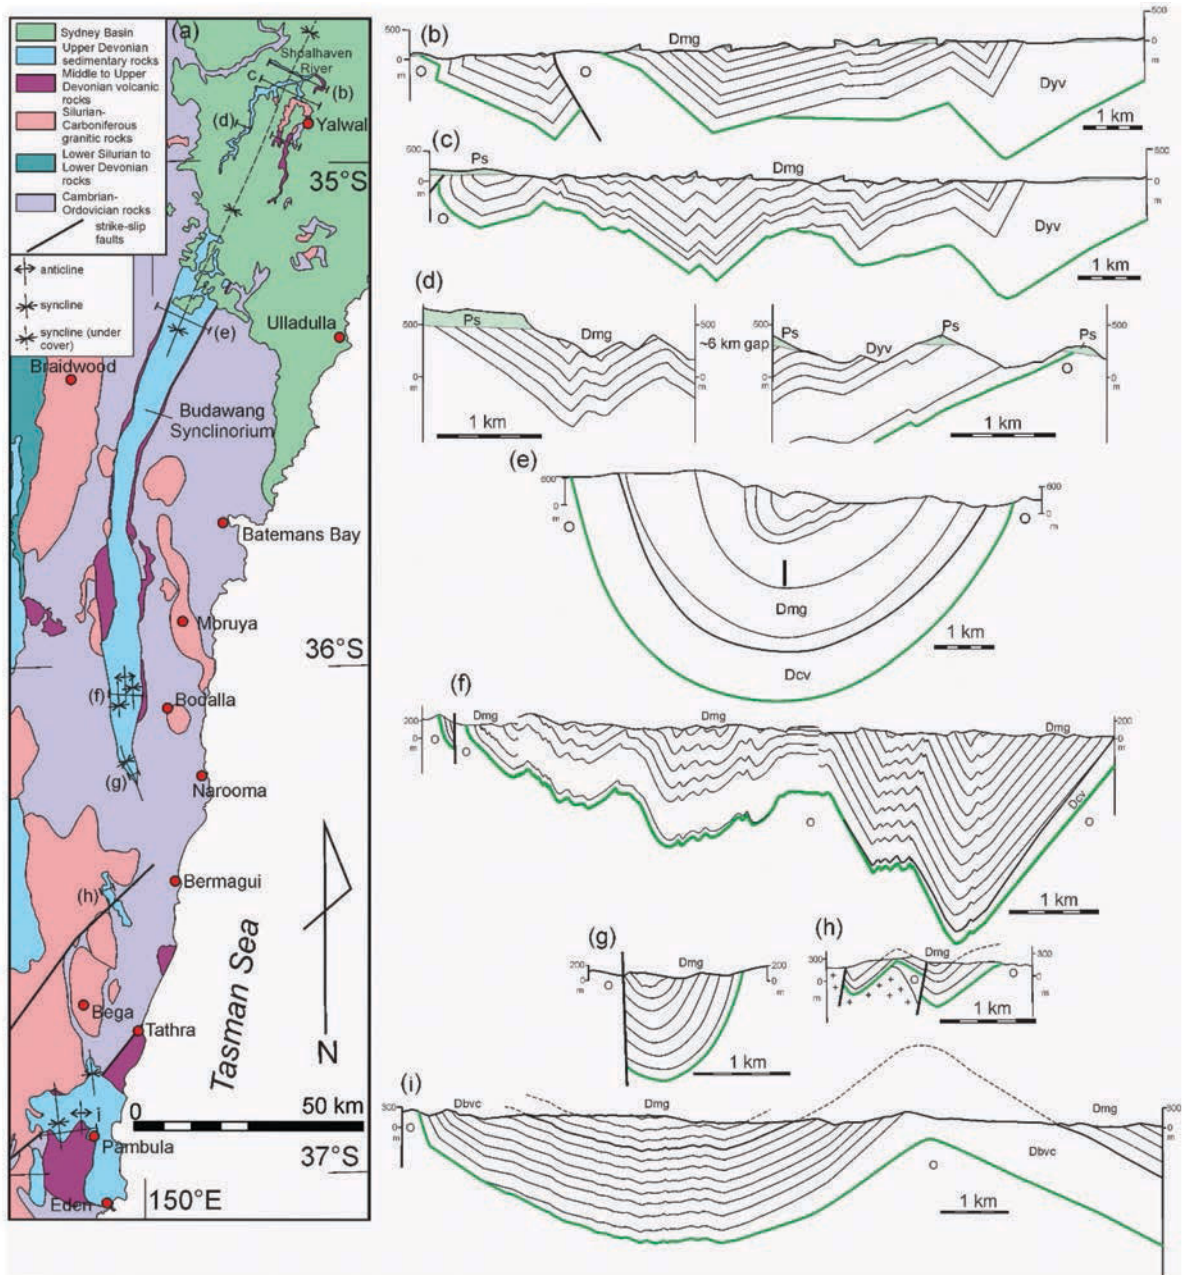 (a)
Sydney Basin
Upper Devonian
sedimentary rocks
Middle to Upper
Devonian volcanic
rocks
Silurian-
Carboniferous
granitic rocks
Lower Silurian to
Lower Devonian
rocks
Cambrian-
Ordovician rocks
strike-slip
faults
anticline
syncline
syncline (under
cover)
Shoalhaven
River
c
(b)
(d)
Yalwal
35°S
(e)
Ulladulla
Braidwood
Budawang
Synclinorium
Batemans Bay
Moruya
36°S
(f)
Bodalla
(g)
Narooma
(h)
Bermagui
Bega
Tathra
Tasman Sea
N
0
50 km
i
Pambula
37°S
Eden
150°E
(b)
500
0
m
O
Dmg
O
Dyv
500
0
m
1 km
(c)
500
0
m
Ps
O
Dmg
Dyv
500
0
m
1 km
(d)
500
0
m
Ps
Dmg
500
0
m
~6 km gap
1 km
500
0
m
Ps
Dyv
Ps
Ps
O
500
0
m
1 km
(e)
600
0
m
O
Dmg
Dcv
O
600
0
m
1 km
(f)
200
0
m
O
O
Dmg
Dmg
O
Dmg
Dcv
O
200
0
m
1 km
(g)
200
0
m
O
Dmg
200
0
m
1 km
(h)
300
0
m
Dmg
O
O
300
0
m
1 km
(i)
300
0
m
O
Dbvc
Dmg
O
Dbvc
Dmg
300
0
m
1 km